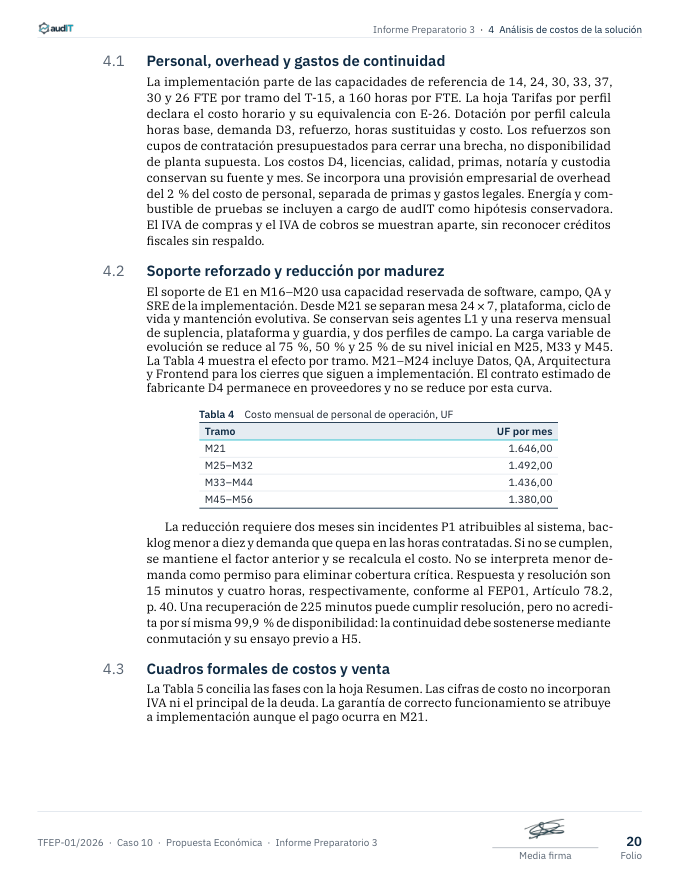 audIT
Informe Preparatorio 3 · 4 Análisis de costos de la solución
4.1 Personal, overhead y gastos de continuidad
La implementación parte de las capacidades de referencia de 14, 24, 30, 33, 37,
30 y 26 FTE por tramo del T-15, a 160 horas por FTE. La hoja Tarifas por perfil
declara el costo horario y su equivalencia con E-26. Dotación por perfil calcula
horas base, demanda D3, refuerzo, horas sustituidas y costo. Los refuerzos son
cupos de contratación presupuestados para cerrar una brecha, no disponibilidad
de planta supuesta. Los costos D4, licencias, calidad, primas, notaría y custodia
conservan su fuente y mes. Se incorpora una provisión empresarial de overhead
del 2 % del costo de personal, separada de primas y gastos legales. Energía y com-
bustible de pruebas se incluyen a cargo de audIT como hipótesis conservadora.
El IVA de compras y el IVA de cobros se muestran aparte, sin reconocer créditos
fiscales sin respaldo.
4.2 Soporte reforzado y reducción por madurez
El soporte de E1 en M16–M20 usa capacidad reservada de software, campo, QA y
SRE de la implementación. Desde M21 se separan mesa 24 × 7, plataforma, ciclo de
vida y mantención evolutiva. Se conservan seis agentes L1 y una reserva mensual
de suplencia, plataforma y guardia, y dos perfiles de campo. La carga variable de
evolución se reduce al 75 %, 50 % y 25 % de su nivel inicial en M25, M33 y M45.
La Tabla 4 muestra el efecto por tramo. M21–M24 incluye Datos, QA, Arquitectura
y Frontend para los cierres que siguen a implementación. El contrato estimado de
fabricante D4 permanece en proveedores y no se reduce por esta curva.
Tabla 4 Costo mensual de personal de operación, UF
Tramo UF por mes
M21 1.646,00
M25–M32 1.492,00
M33–M44 1.436,00
M45–M56 1.380,00
La reducción requiere dos meses sin incidentes P1 atribuibles al sistema, bac-
klog menor a diez y demanda que quepa en las horas contratadas. Si no se cumplen,
se mantiene el factor anterior y se recalcula el costo. No se interpreta menor de-
manda como permiso para eliminar cobertura crítica. Respuesta y resolución son
15 minutos y cuatro horas, respectivamente, conforme al FEP01, Artículo 78.2,
p. 40. Una recuperación de 225 minutos puede cumplir resolución, pero no acredi-
ta por sí misma 99,9 % de disponibilidad: la continuidad debe sostenerse mediante
conmutación y su ensayo previo a H5.
4.3 Cuadros formales de costos y venta
La Tabla 5 concilia las fases con la hoja Resumen. Las cifras de costo no incorporan
IVA ni el principal de la deuda. La garantía de correcto funcionamiento se atribuye
a implementación aunque el pago ocurra en M21.
TFEP-01/2026 · Caso 10 · Propuesta Económica · Informe Preparatorio 3
Media firma
20
Folio